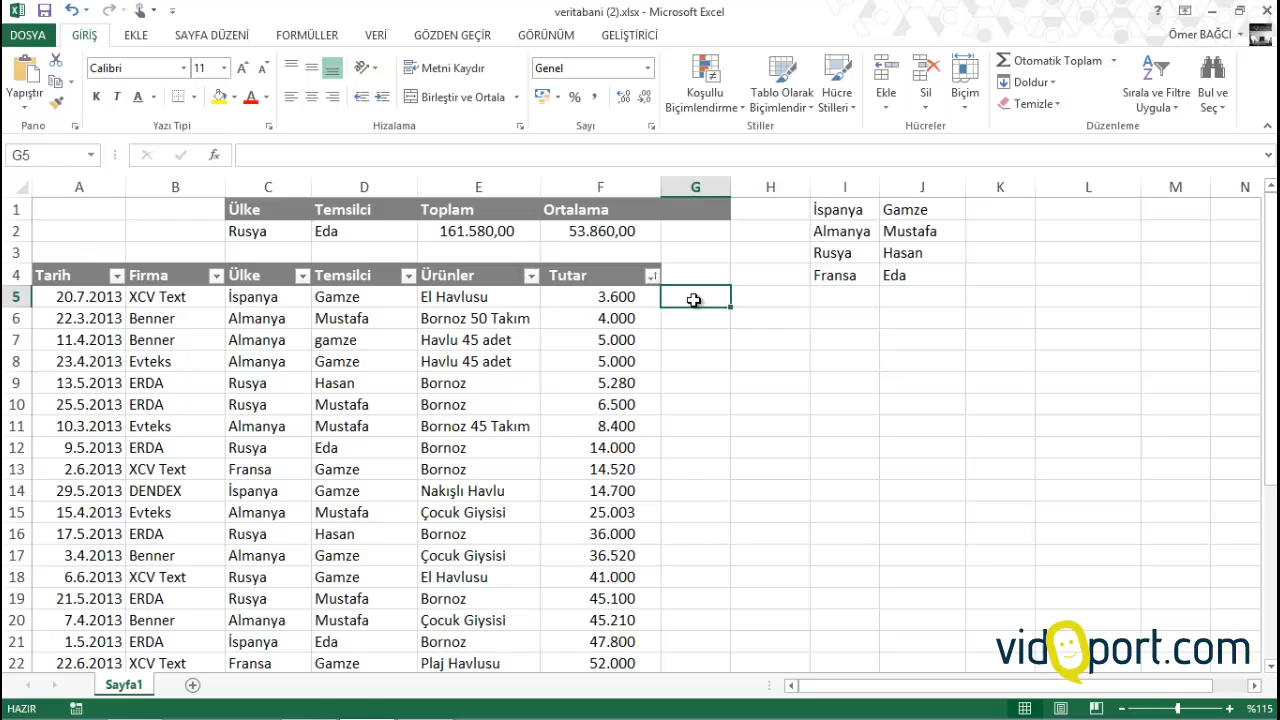 veritabani (2).xlsx - Microsoft Excel
?
DOSYA GİRİŞ EKLE SAYFA DÜZENİ FORMÜLLER VERİ GÖZDEN GEÇİR GÖRÜNÜM GELİŞTİRİCİ Ömer BAĞCI
Yapıştır
Calibri 11
K T A
Metni Kaydır
Birleştir ve Ortala
Genel
%
Koşullu Biçimlendirme
Tablo Olarak Biçimlendir
Hücre Stilleri
Ekle Sil Biçim
Otomatik Toplam
Doldur
Temizle
Sırala ve Filtre Uygula
Bul ve Seç
Pano Yazı Tipi Hizalama Sayı Stiller Hücreler Düzenleme
G5 fx
A B C D E F G H I J K L M N
1 Ülke Temsilci Toplam Ortalama İspanya Gamze
2 Rusya Eda 161.580,00 53.860,00 Almanya Mustafa
3 Rusya Hasan
4 Tarih Firma Ülke Temsilci Ürünler Tutar Fransa Eda
5 20.7.2013 XCV Text İspanya Gamze El Havlusu 3.600
6 22.3.2013 Benner Almanya Mustafa Bornoz 50 Takım 4.000
7 11.4.2013 Benner Almanya gamze Havlu 45 adet 5.000
8 23.4.2013 Evteks Almanya Gamze Havlu 45 adet 5.000
9 13.5.2013 ERDA Rusya Hasan Bornoz 5.280
10 25.5.2013 ERDA Rusya Mustafa Bornoz 6.500
11 10.3.2013 Evteks Almanya Mustafa Bornoz 45 Takım 8.400
12 9.5.2013 ERDA Rusya Eda Bornoz 14.000
13 2.6.2013 XCV Text Fransa Gamze Bornoz 14.520
14 29.5.2013 DENDEX İspanya Gamze Nakışlı Havlu 14.700
15 15.4.2013 Evteks Almanya Mustafa Çocuk Giysisi 25.003
16 17.5.2013 ERDA Rusya Hasan Bornoz 36.000
17 3.4.2013 Benner Almanya Gamze Çocuk Giysisi 36.520
18 6.6.2013 XCV Text Rusya Gamze El Havlusu 41.000
19 21.5.2013 ERDA Rusya Mustafa Bornoz 45.100
20 7.4.2013 Benner Almanya Mustafa Çocuk Giysisi 45.210
21 1.5.2013 ERDA İspanya Eda Bornoz 47.800
22 22.6.2013 XCV Text Fransa Gamze Plaj Havlusu 52.000
vidoport.com
Sayfa1
HAZIR %115